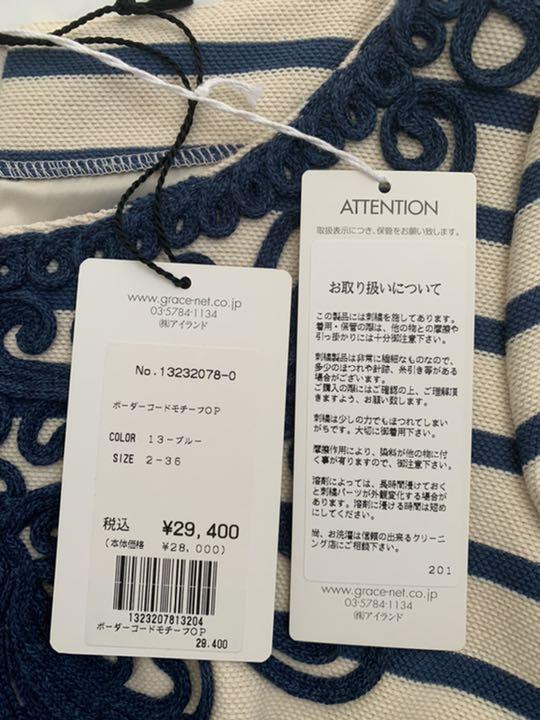 www.grace-net.co.jp
03・5784・1134
㈱アイランド
No.13232078-0
ボーダーコードモチーフOP
COLOR 13-ブルー
SIZE 2-36
税込 ¥29,400
(本体価格 ¥28,000)
1323207813204
ボーダーコードモチーフOP
29,400
ATTENTION
取扱表示につき、保管をお願い致します。
お取り扱いについて
この製品には刺繍を施してあります。
着用・保管の際は、他の物との摩擦や
引っ掛かりには十分御注意下さい。
刺繍製品は非常に繊細なものなので、
多少のほつれや針跡、糸引き等がある
場合がございます。
ご購入の際にはご確認の上、ご理解頂
きますよう、お願い致します。
刺繍は少しの力でもほつれてしまい
がちです。大切に御着用下さい。
摩擦作用により、染料が他の物に付
く事が有りますので、御注意下さい。
溶剤によっては、長時間浸けておく
と刺繍パーツが外観変化する場合が
あります。溶剤に浸ける時間は短め
にしてください。
尚、お洗濯は信頼の出来るクリーニ
ング店にご相談下さい。
201
www.grace-net.co.jp
03・5784・1134
㈱アイランド